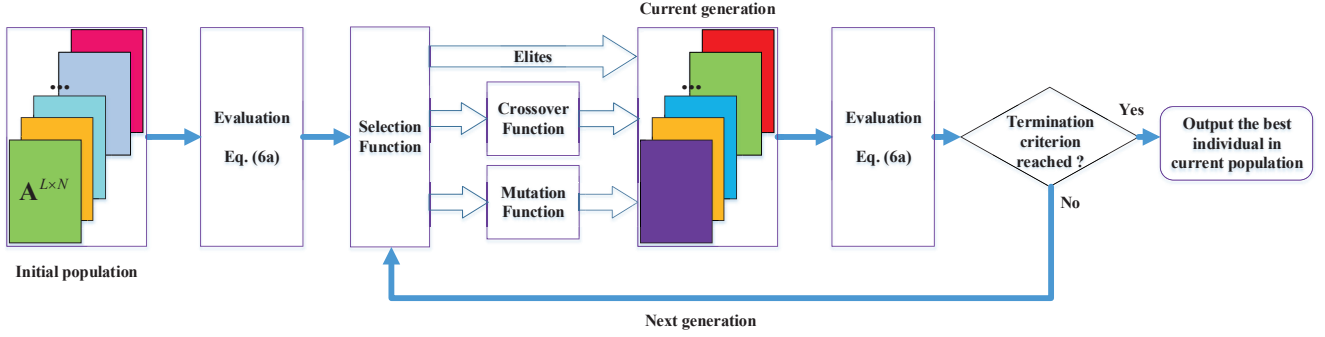 Current generation
...
A^{L×N}
Initial population
Evaluation
Eq. (6a)
Selection
Function
Elites
Crossover
Function
Mutation
Function
...
Evaluation
Eq. (6a)
Termination
criterion
reached ?
Yes
No
Output the best
individual in
current population
Next generation